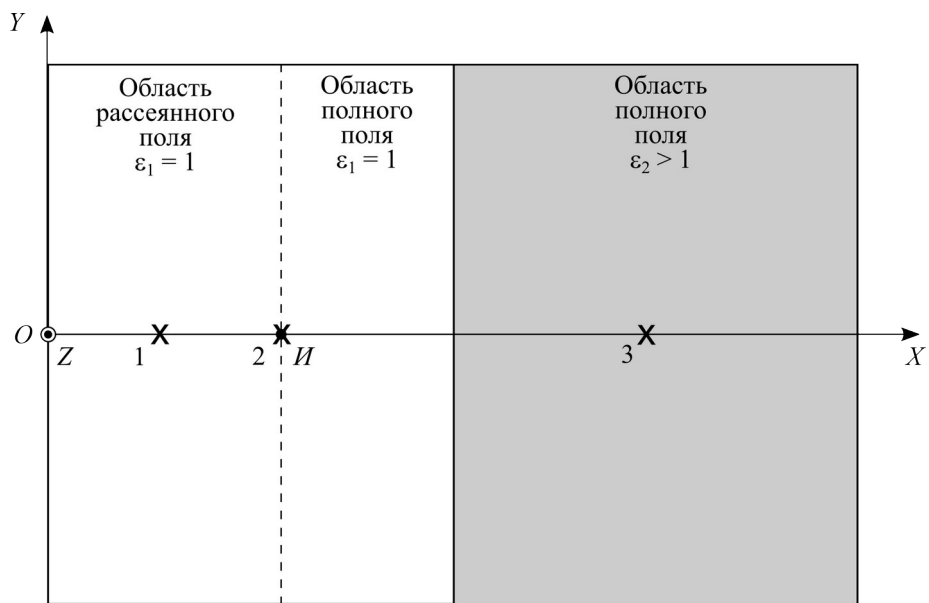 Y
Область
рассеянного
поля
ε₁ = 1
Область
полного
поля
ε₁ = 1
Область
полного
поля
ε₂ > 1
O
Z
1
2
И
3
X